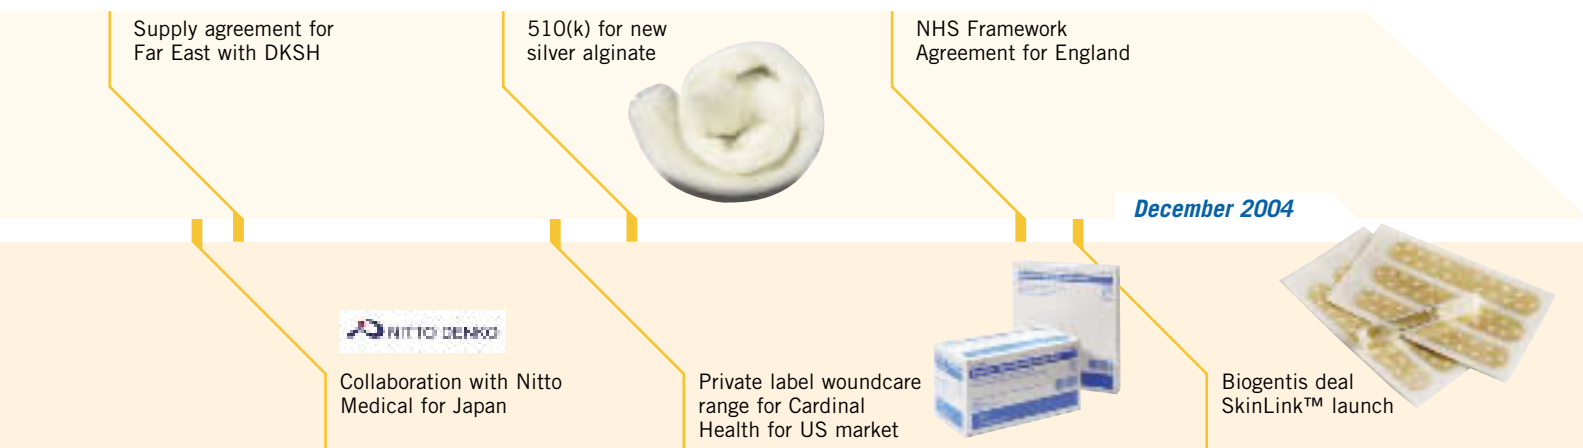 Supply agreement for
Far East with DKSH
510(k) for new
silver alginate
NHS Framework
Agreement for England
December 2004
NITTO DENKO
Collaboration with Nitto
Medical for Japan
Private label woundcare
range for Cardinal
Health for US market
Biogentis deal
SkinLink™ launch